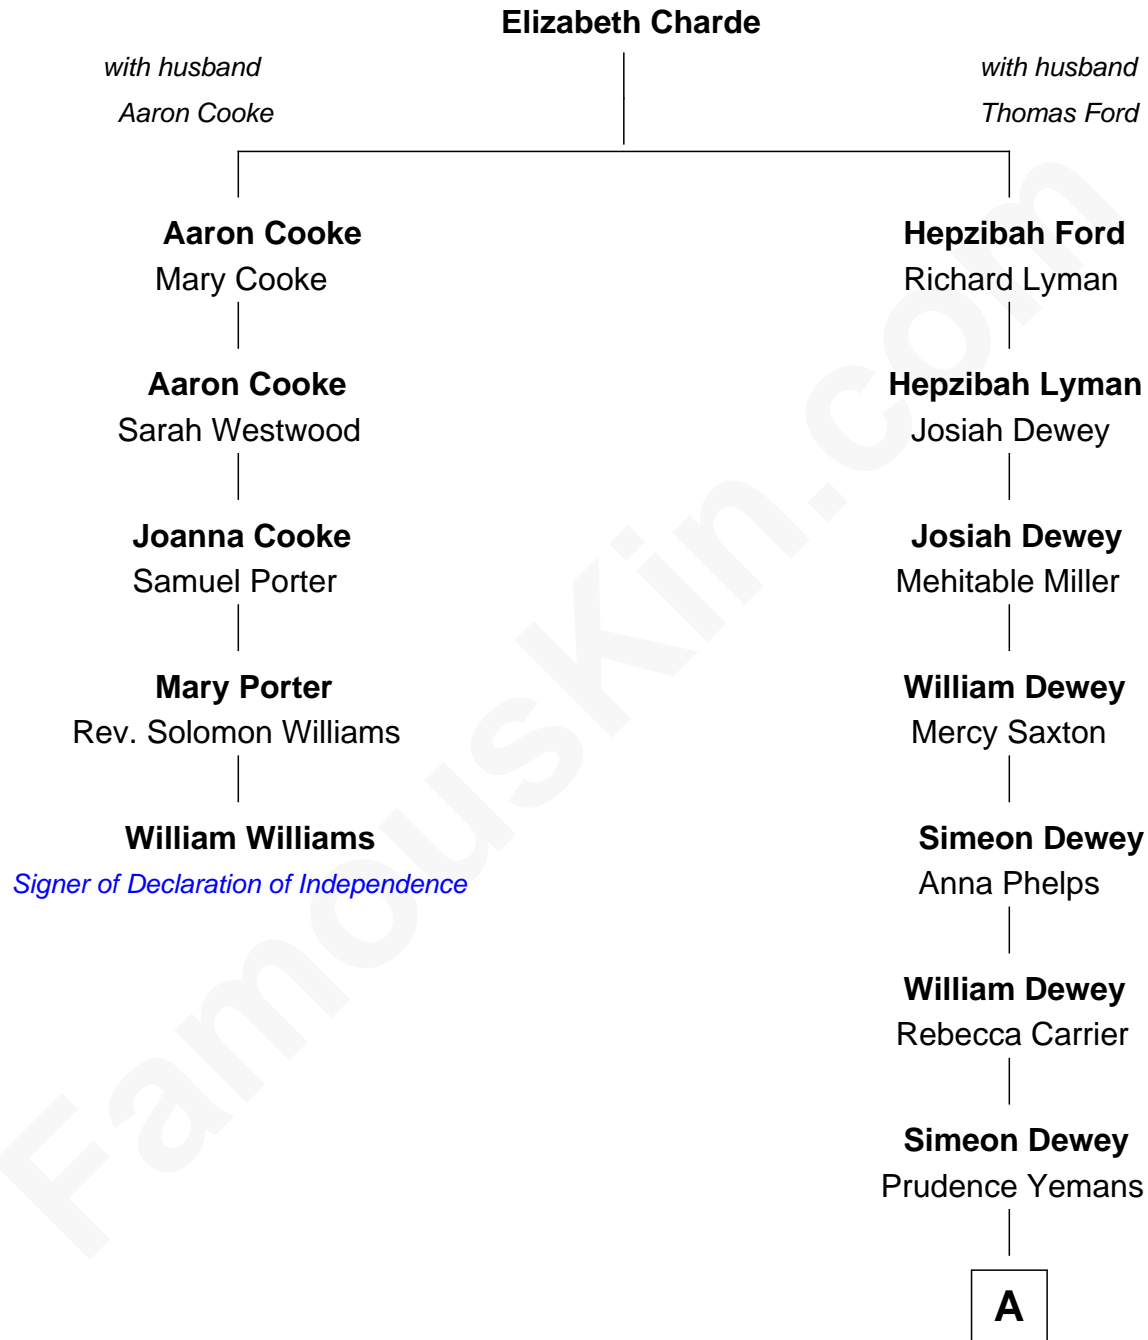 Elizabeth Charde
with husband
Aaron Cooke
with husband
Thomas Ford
Aaron Cooke
Mary Cooke
Hepzibah Ford
Richard Lyman
Aaron Cooke
Sarah Westwood
Hepzibah Lyman
Josiah Dewey
Joanna Cooke
Samuel Porter
Josiah Dewey
Mehitable Miller
Mary Porter
Rev. Solomon Williams
William Dewey
Mercy Saxton
William Williams
Signer of Declaration of Independence
Simeon Dewey
Anna Phelps
William Dewey
Rebecca Carrier
Simeon Dewey
Prudence Yemans
A
FamousKin.com